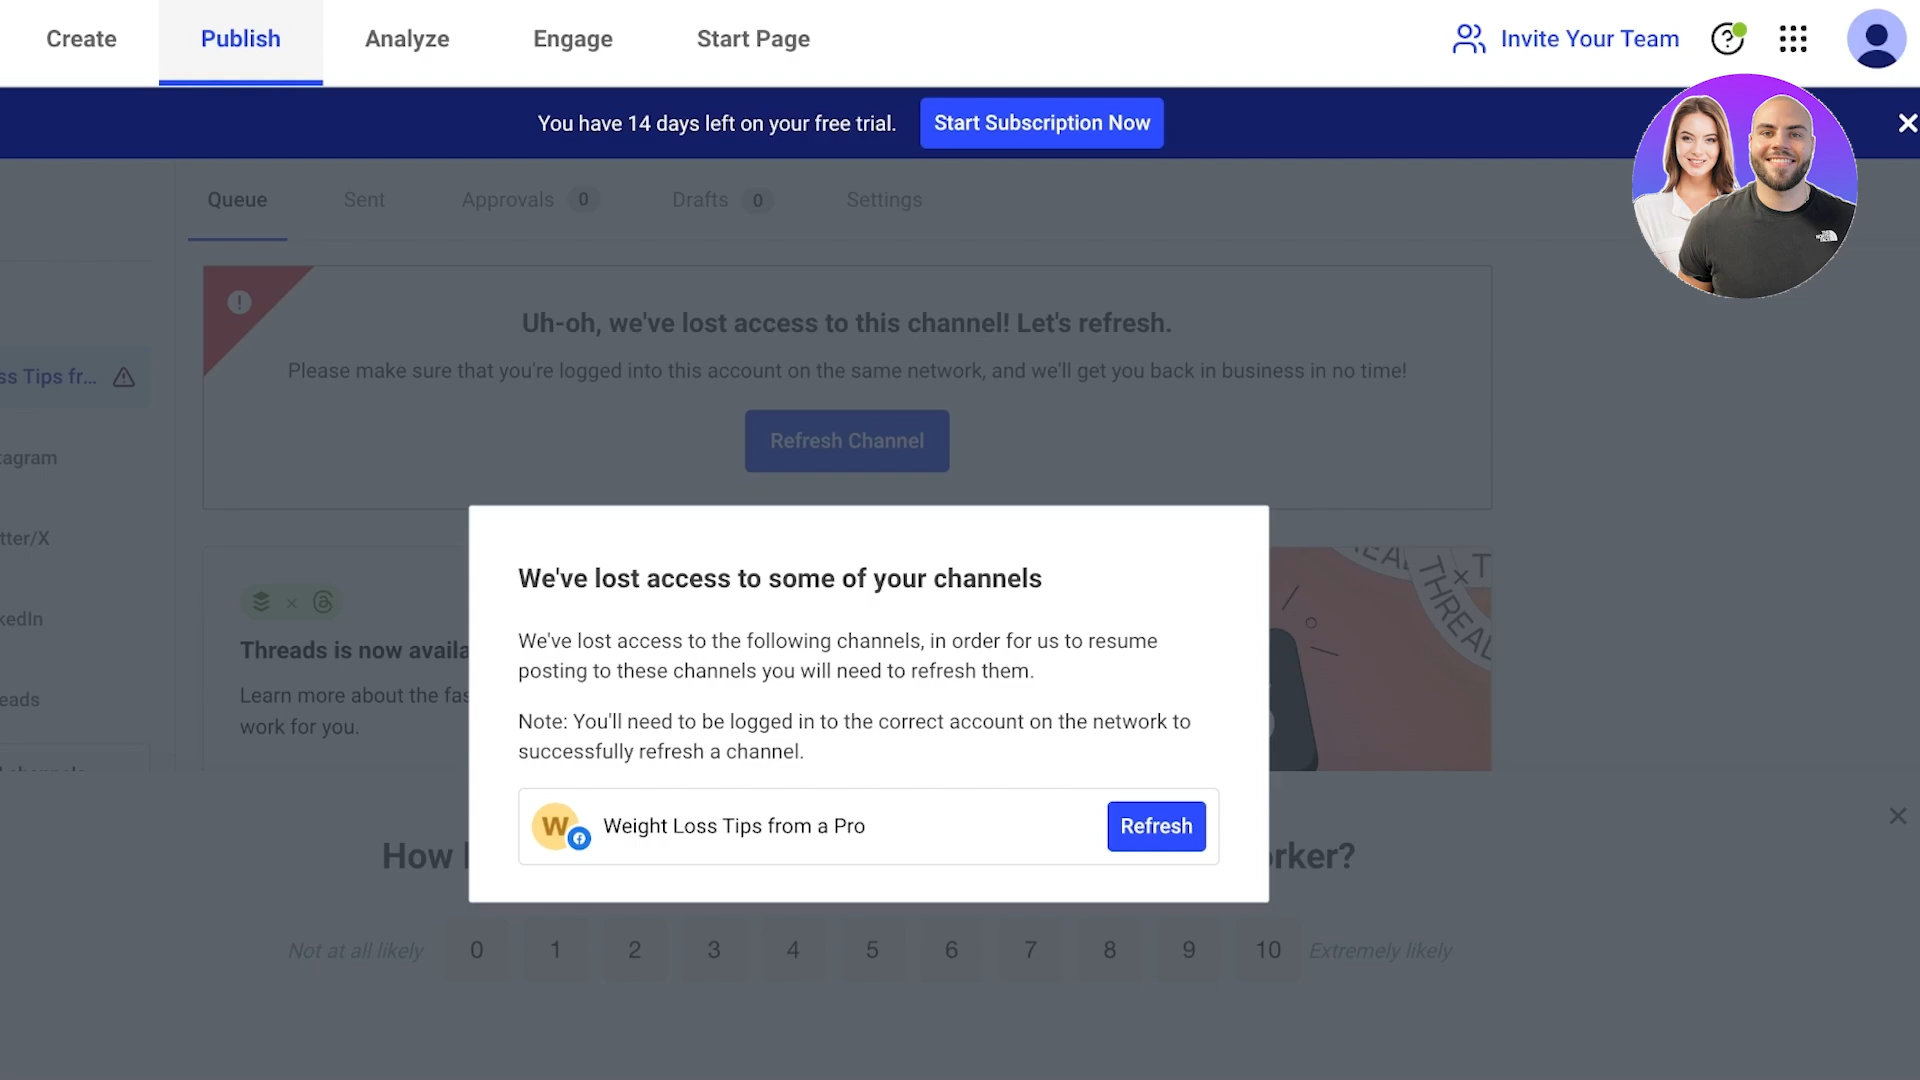 Create
Publish
Analyze
Engage
Start Page
Invite Your Team
You have 14 days left on your free trial.
Start Subscription Now
Queue
Sent
Approvals 0
Drafts 0
Settings
Uh-oh, we've lost access to this channel! Let's refresh.
Please make sure that you're logged into this account on the same network, and we'll get you back in business in no time!
Refresh Channel
ss Tips fr...
tagram
tter/X
kedIn
eads
Threads is now availa
Learn more about the fas
work for you.
THREAD
We've lost access to some of your channels
We've lost access to the following channels, in order for us to resume
posting to these channels you will need to refresh them.
Note: You'll need to be logged in to the correct account on the network to
successfully refresh a channel.
W
Weight Loss Tips from a Pro
Refresh
How
rker?
Not at all likely
0 1 2 3 4 5 6 7 8 9 10
Extremely likely